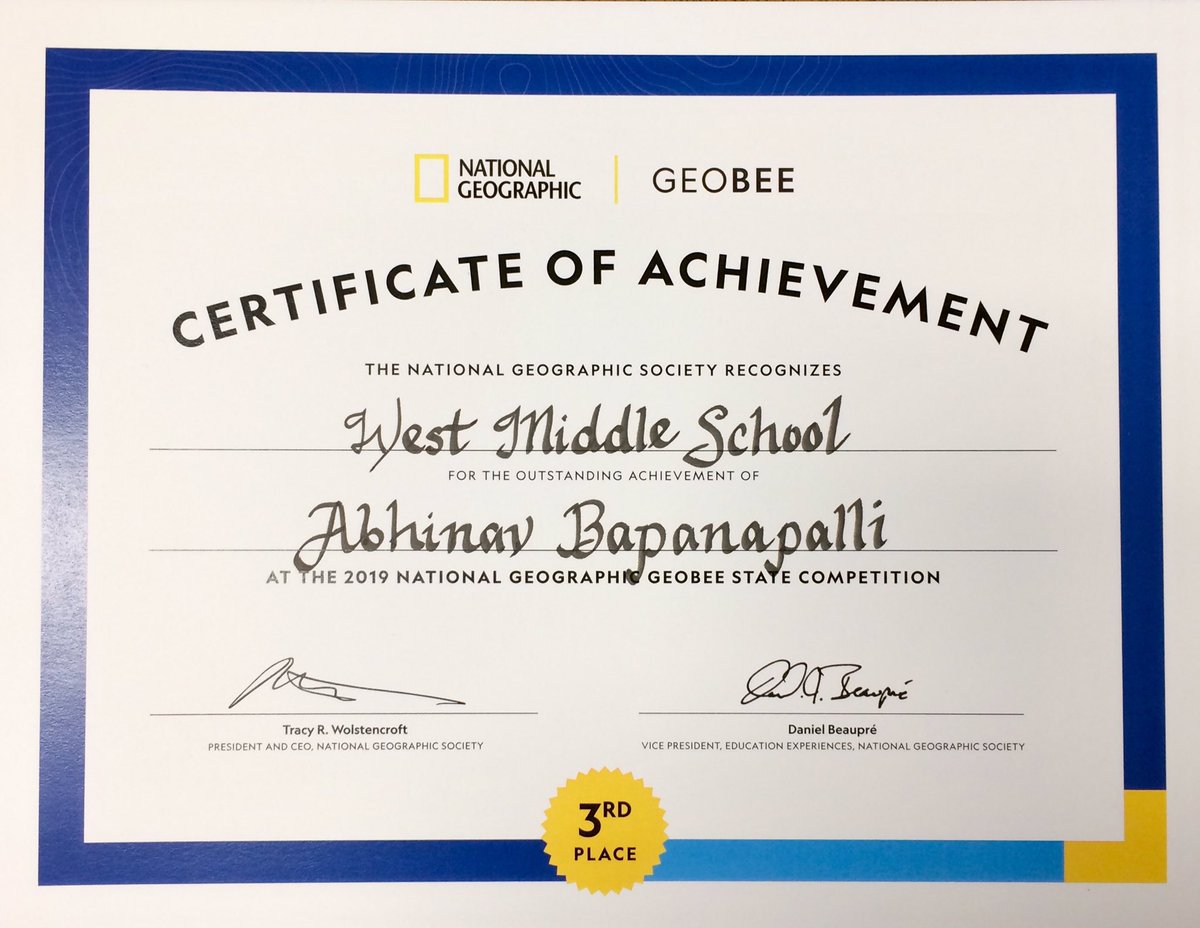 NATIONAL
GEOGRAPHIC
GEOBEE
CERTIFICATE OF ACHIEVEMENT
THE NATIONAL GEOGRAPHIC SOCIETY RECOGNIZES
West Middle School
FOR THE OUTSTANDING ACHIEVEMENT OF
Abhinav Bapanapalli
AT THE 2019 NATIONAL GEOGRAPHIC GEOBEE STATE COMPETITION
D. J. Beaupré
Tracy R. Wolstencroft
PRESIDENT AND CEO, NATIONAL GEOGRAPHIC SOCIETY
Daniel Beaupré
VICE PRESIDENT, EDUCATION EXPERIENCES, NATIONAL GEOGRAPHIC SOCIETY
3RD
PLACE